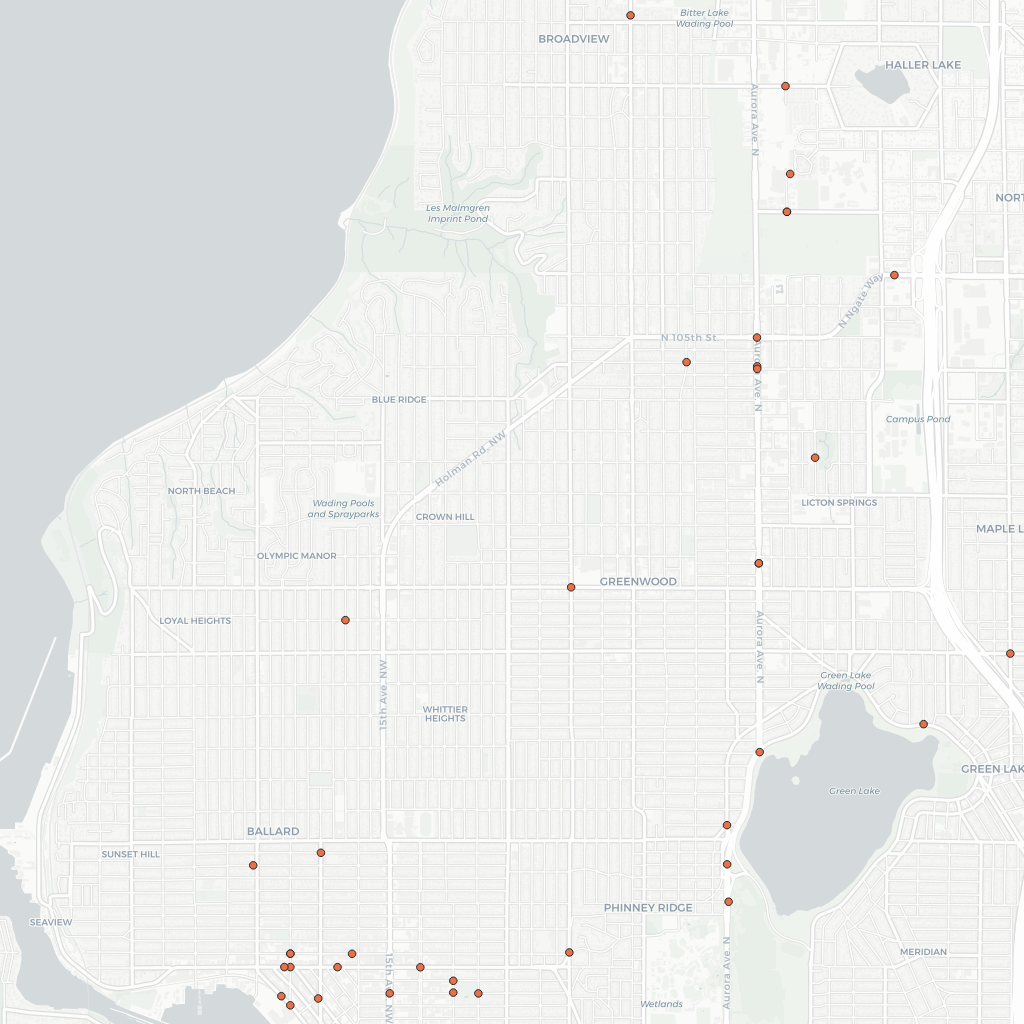 Bitter Lake
Wading Pool
BROADVIEW
HALLER LAKE
Aurora Ave. N
Les Malmgren
Imprint Pond
NORT
N Ngate Way
N 105th St.
Aurora Ave. N
BLUE RIDGE
Campus Pond
Holman Rd. NW
NORTH BEACH
Wading Pools
and Sprayparks
CROWN HILL
LICTON SPRINGS
MAPLE L
OLYMPIC MANOR
GREENWOOD
LOYAL HEIGHTS
Aurora Ave. N
15th Ave. NW
Green Lake
Wading Pool
WHITTIER
HEIGHTS
GREEN LAK
Green Lake
BALLARD
SUNSET HILL
PHINNEY RIDGE
SEAVIEW
MERIDIAN
Aurora Ave. N
15th Ave. NW
Wetlands